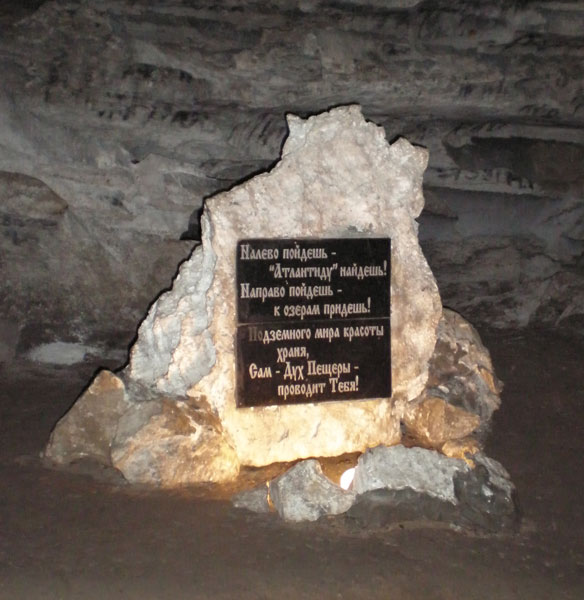 Налево пойдешь -
"Атлантиду" найдешь!
Направо пойдешь -
к озерам придешь!
Подземного мира красоты
храня,
Сам - Дух Пещеры -
проводит Тебя!